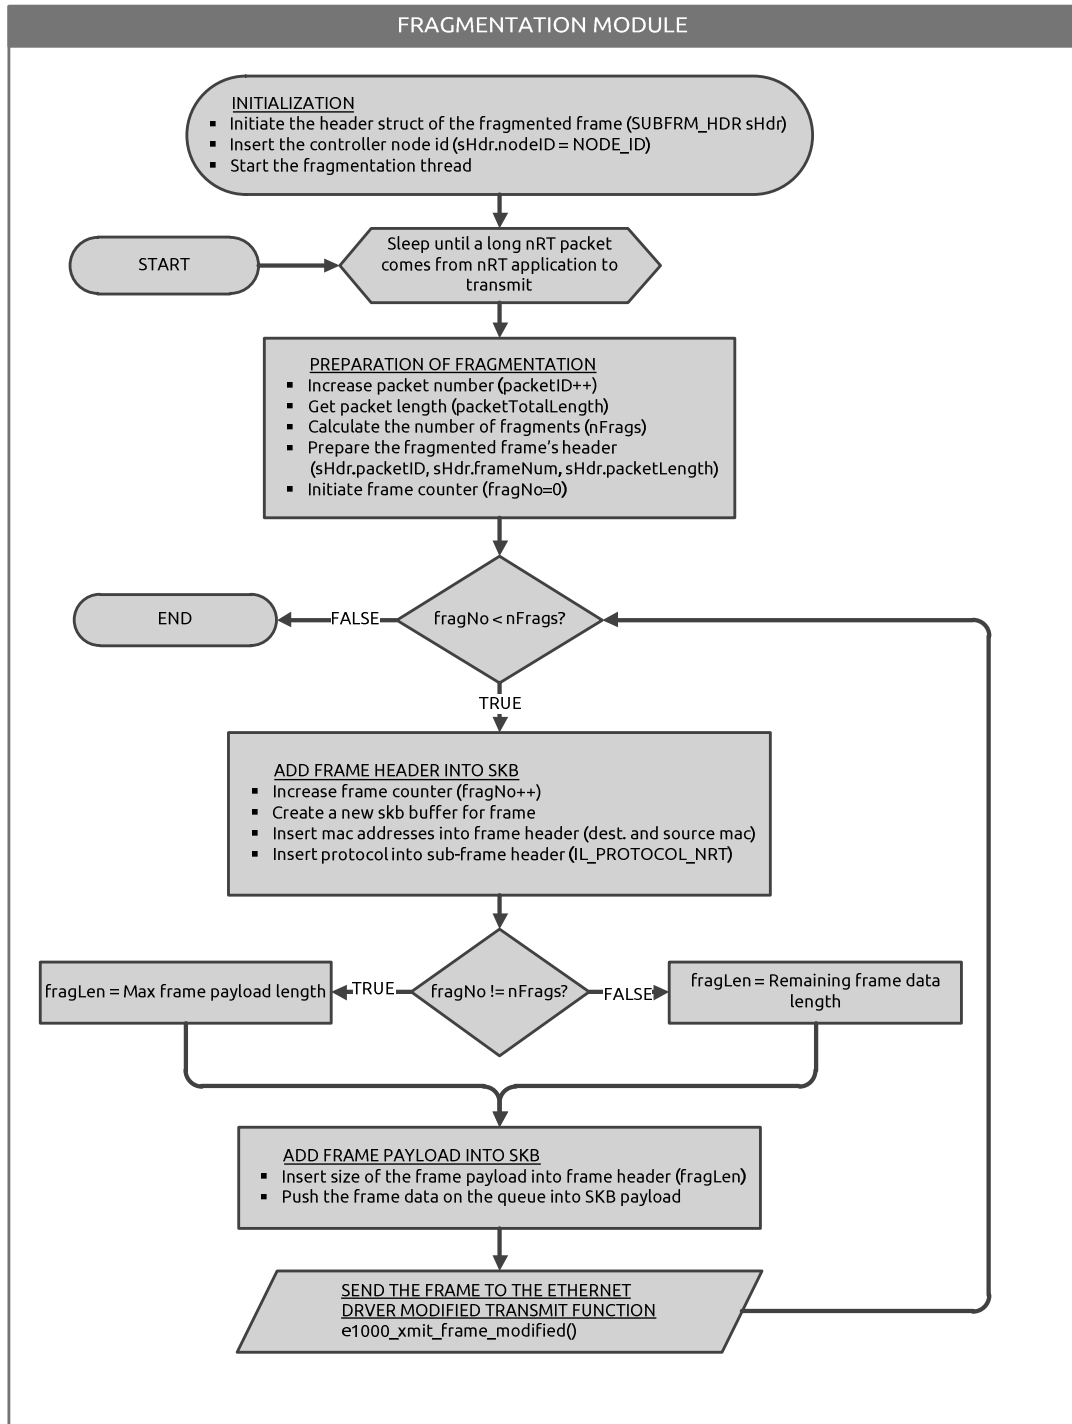 FRAGMENTATION MODULE
INITIALIZATION
▪ Initiate the header struct of the fragmented frame (SUBFRM_HDR sHdr)
▪ Insert the controller node id (sHdr.nodeID = NODE_ID)
▪ Start the fragmentation thread
START
Sleep until a long nRT packet
comes from nRT application to
transmit
PREPARATION OF FRAGMENTATION
▪ Increase packet number (packetID++)
▪ Get packet length (packetTotalLength)
▪ Calculate the number of fragments (nFrags)
▪ Prepare the fragmented frame's header
(sHdr.packetID, sHdr.frameNum, sHdr.packetLength)
▪ Initiate frame counter (fragNo=0)
END
FALSE
fragNo < nFrags?
TRUE
ADD FRAME HEADER INTO SKB
▪ Increase frame counter (fragNo++)
▪ Create a new skb buffer for frame
▪ Insert mac addresses into frame header (dest. and source mac)
▪ Insert protocol into sub-frame header (IL_PROTOCOL_NRT)
fragLen = Max frame payload length
TRUE
fragNo != nFrags?
FALSE
fragLen = Remaining frame data
length
ADD FRAME PAYLOAD INTO SKB
▪ Insert size of the frame payload into frame header (fragLen)
▪ Push the frame data on the queue into SKB payload
SEND THE FRAME TO THE ETHERNET
DRVER MODIFIED TRANSMIT FUNCTION
e1000_xmit_frame_modified()